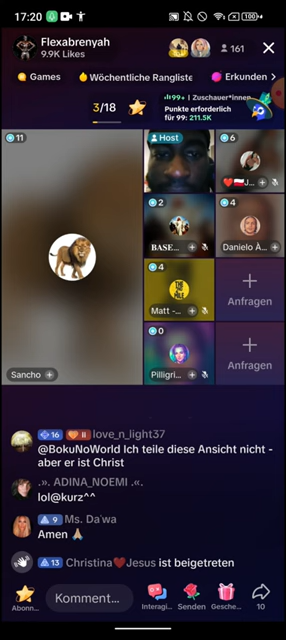 17:20
100+
Flexabrenyah
9.9K Likes
161
Games
Wöchentliche Rangliste
Erkunden
3/18
99+ | Zuschauer*innen
Punkte erforderlich
für 99: 211.5K
11
Host
6
J...
2
BASE...
4
Danielo À...
4
Matt -...
Anfragen
0
Pilligri...
Anfragen
Sancho
16 II love_n_light37
@BokuNoWorld Ich teile diese Ansicht nicht -
aber er ist Christ
.». ADINA_NOEMI .«.
lol@kurz^^
9 Ms. Da'wa
Amen 🙏
13 Christina❤️Jesus ist beigetreten
Abonn...
Komment...
Interagi...
Senden
Gesche...
10